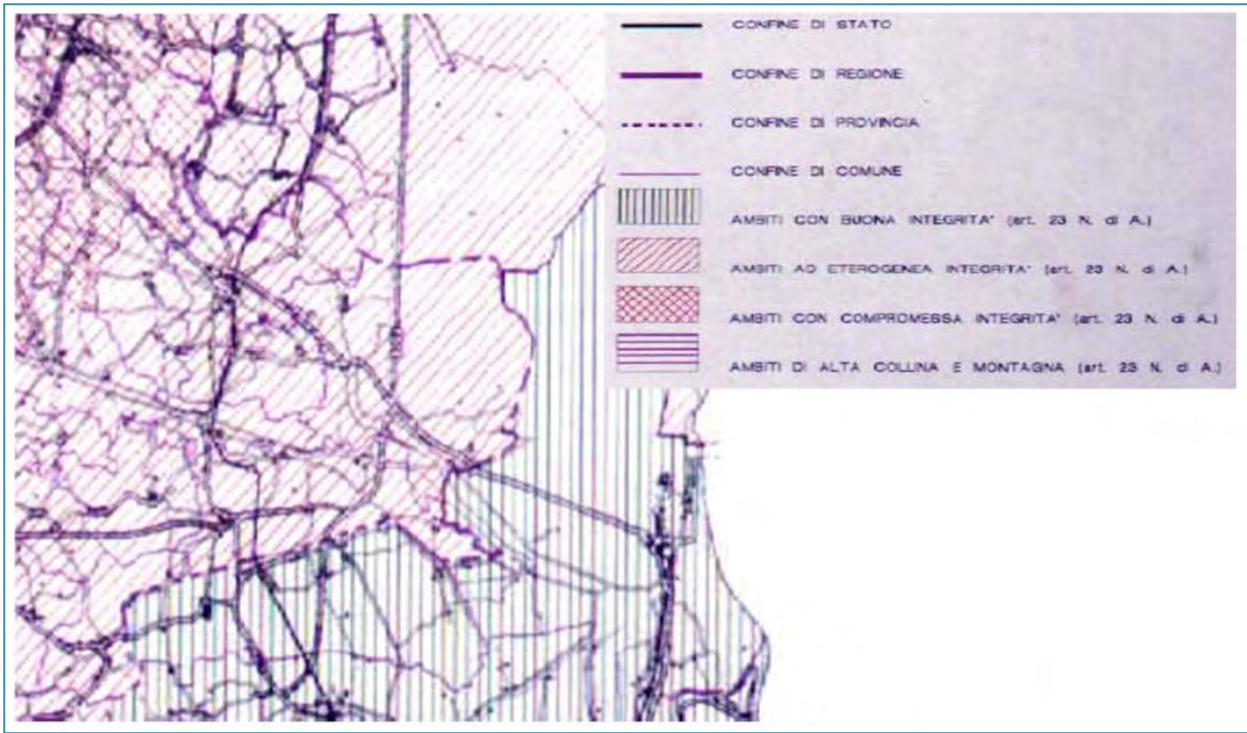 CONFINE DI STATO
CONFINE DI REGIONE
CONFINE DI PROVINCIA
CONFINE DI COMUNE
AMBITI CON BUONA INTEGRITA' (art. 23 N. di A.)
AMBITI AD ETEROGENEA INTEGRITA' (art. 23 N. di A.)
AMBITI CON COMPROMESSA INTEGRITA' (art. 23 N. di A.)
AMBITI DI ALTA COLLINA E MONTAGNA (art. 23 N. di A.)